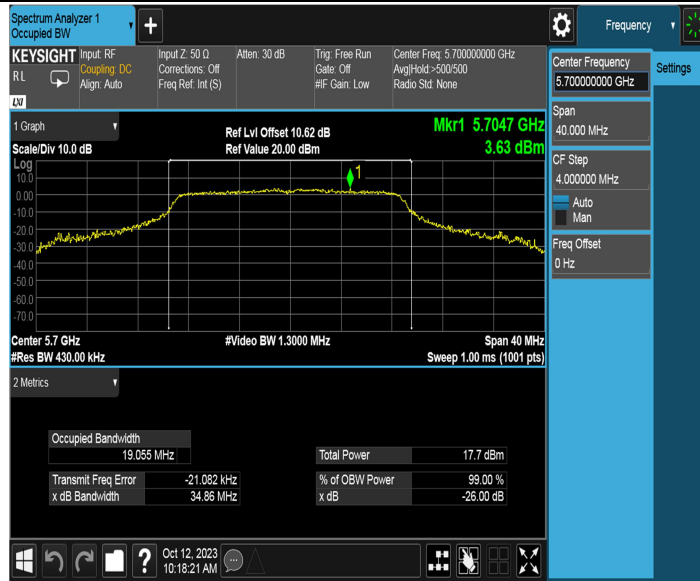 Spectrum Analyzer 1
Occupied BW
Frequency
KEYSIGHT
RL
LXI
Input: RF
Coupling: DC
Align: Auto
Input Z: 50 Ω
Corrections: Off
Freq Ref: Int (S)
Atten: 30 dB
Trig: Free Run
Gate: Off
#IF Gain: Low
Center Freq: 5.700000000 GHz
Avg|Hold:>500/500
Radio Std: None
Center Frequency
5.700000000 GHz
Settings
Span
40.000 MHz
CF Step
4.000000 MHz
Auto
Man
Freq Offset
0 Hz
1 Graph
Ref Lvl Offset 10.62 dB
Mkr1 5.7047 GHz
Scale/Div 10.0 dB
Ref Value 20.00 dBm
3.63 dBm
Log
10.0
0.00
-10.0
-20.0
-30.0
-40.0
-50.0
-60.0
-70.0
1
Center 5.7 GHz
#Video BW 1.3000 MHz
Span 40 MHz
#Res BW 430.00 kHz
Sweep 1.00 ms (1001 pts)
2 Metrics
Occupied Bandwidth
19.055 MHz
Total Power 17.7 dBm
Transmit Freq Error -21.082 kHz
% of OBW Power 99.00 %
x dB Bandwidth 34.86 MHz
x dB -26.00 dB
?
Oct 12, 2023
10:18:21 AM